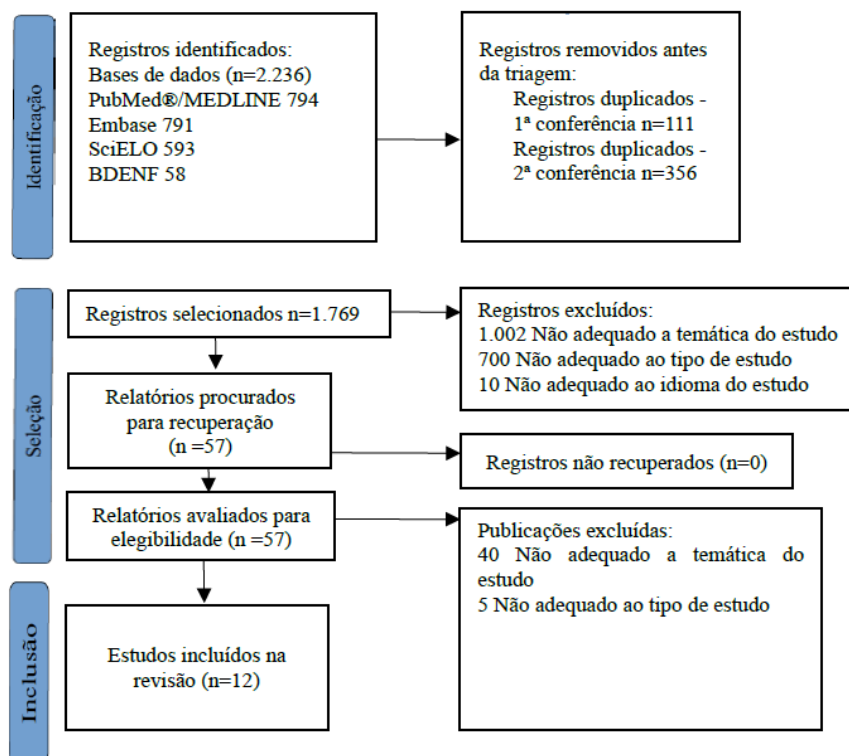 Identificação
Registros identificados:
Bases de dados (n=2.236)
PubMed®/MEDLINE 794
Embase 791
SciELO 593
BDENF 58
Registros removidos antes
da triagem:
Registros duplicados -
1ª conferência n=111
Registros duplicados -
2ª conferência n=356
Seleção
Registros selecionados n=1.769
Registros excluídos:
1.002 Não adequado a temática do estudo
700 Não adequado ao tipo de estudo
10 Não adequado ao idioma do estudo
Relatórios procurados
para recuperação
(n =57)
Registros não recuperados (n=0)
Relatórios avaliados para
elegibilidade (n =57)
Publicações excluídas:
40 Não adequado a temática do
estudo
5 Não adequado ao tipo de estudo
Inclusão
Estudos incluídos na
revisão (n=12)